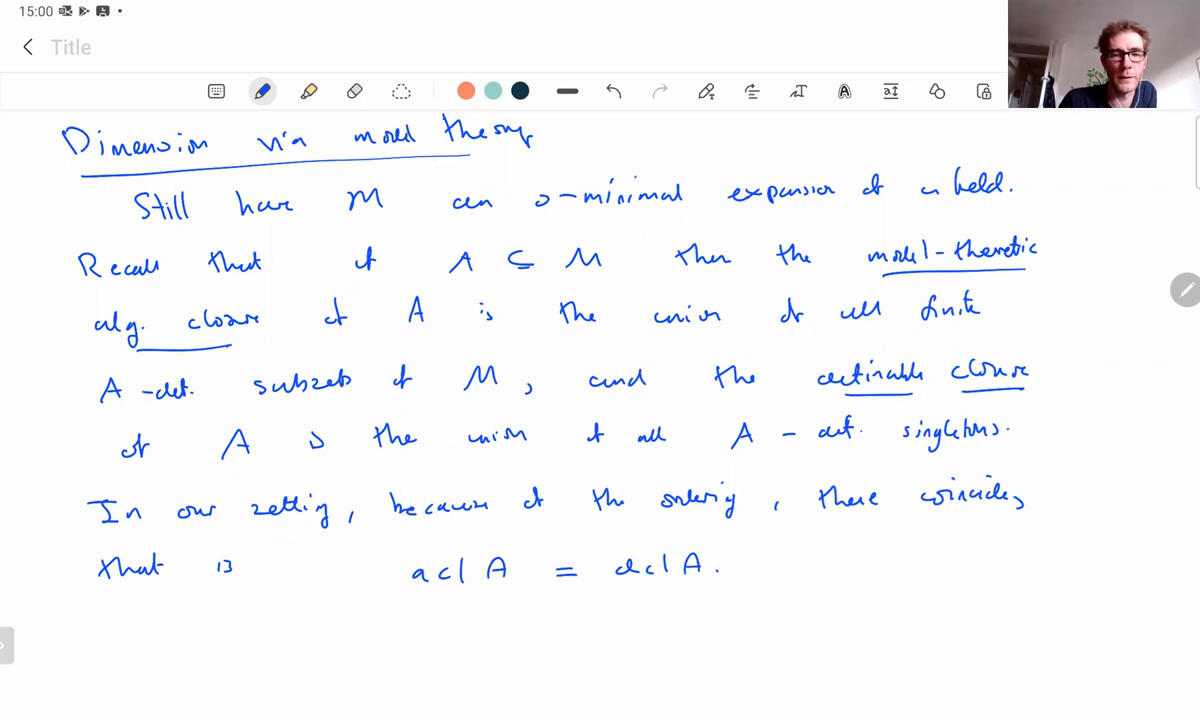 15:00
Title
Dimension via model theory
Still have M an o-minimal expansion of a field.
Recall that if A ⊆ M then the model-theoretic
alg. closure of A is the union of all finite
A-def. subsets of M, and the definable closure
of A is the union of all A-def. singletons.
In our setting, because of the ordering, these coincide,
that is acl A = dcl A.